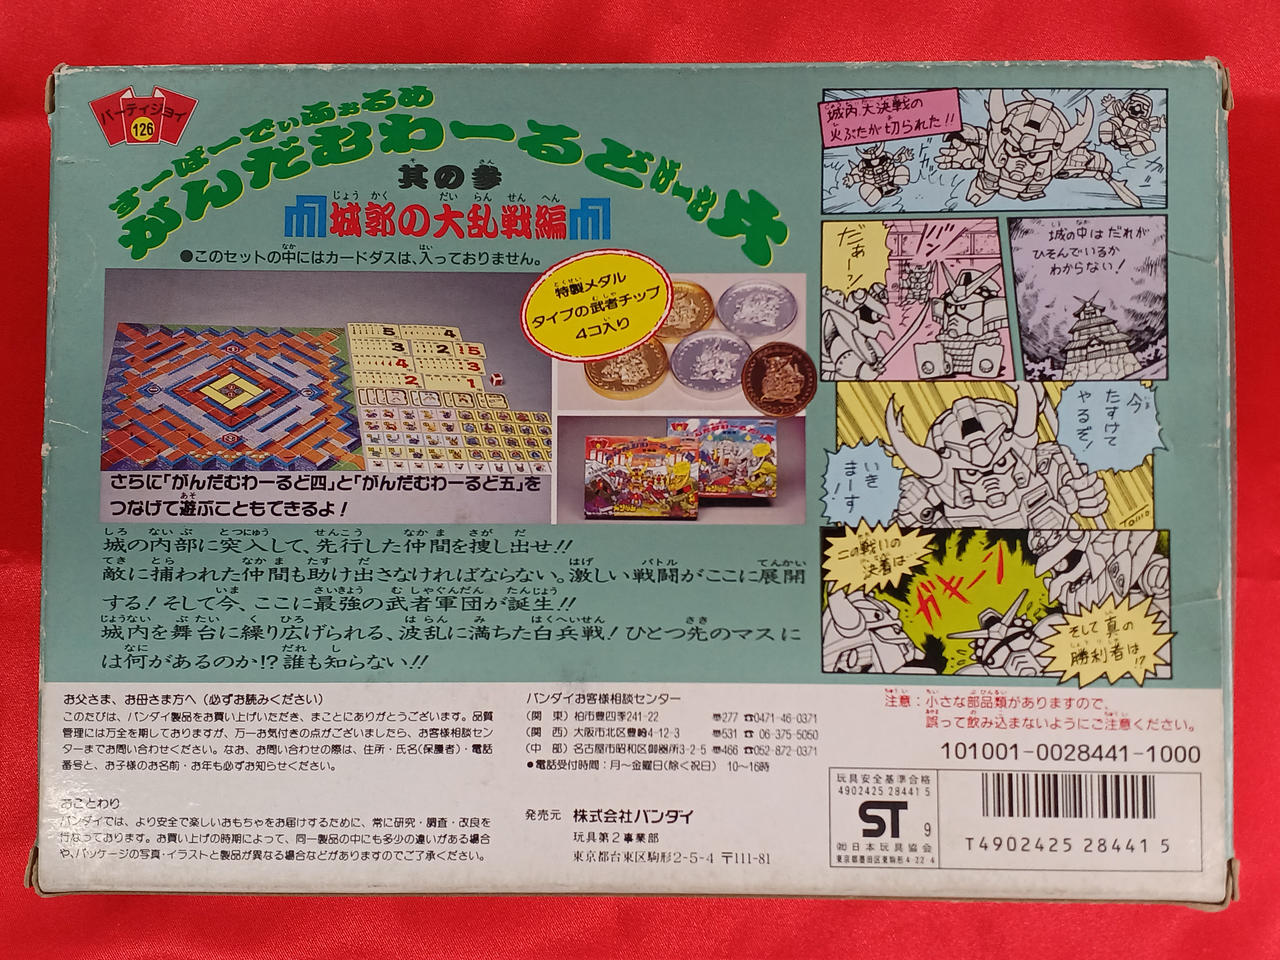 パーティジョイ
126
すーぱーでぃふぉるめ
がんだむわーるど
げーむ
六
其の参
城郭の大乱戦編
●このセットの中にはカードダスは、入っておりません。
特製メダル
タイプの武者チップ
4コ入り
さらに「がんだむわーるど四」と「がんだむわーるど五」を
つなげて遊ぶこともできるよ!
城の内部に突入して、先行した仲間を捜し出せ!!
敵に捕われた仲間も助け出さなければならない。激しい戦闘がここに展開
する!そして今、ここに最強の武者軍団が誕生!!
城内を舞台に繰り広げられる、波乱に満ちた白兵戦!ひとつ先のマスに
は何があるのか!?誰も知らない!!
城内大決戦の
火ぶたが切られた!!
ドカッ
だぁーっ
城の中はだれが
ひそんでいるか
わからない!
今
たすけて
やるぞ!
いき
まーす
!
この戦いの
決着は…
ガキーン
そして真の
勝利者は!?
お父さま、お母さま方へ(必ずお読みください)
このたびは、バンダイ製品をお買い上げいただき、まことにありがとうございます。品質
管理には万全を期しておりますが、万一お気付きの点がございましたら、お客様相談セン
ターまでお問い合わせください。なお、お問い合わせの際は、住所・氏名(保護者)・電話
番号と、お子様のお名前・お年も必ずお知らせください。
おことわり
バンダイでは、より安全で楽しいおもちゃをお届けするために、常に研究・調査・改良を
行なっております。お買い上げの時期によって、同一製品の中にも多少の違いがある場合
や、パッケージの写真・イラストと製品が異なる場合などがありますのでご了承ください。
バンダイお客様相談センター
(関 東)柏市豊四季241-22 〠277 ☎0471-46-0371
(関 西)大阪市北区豊崎4-12-3 〠531 ☎06-375-5050
(中 部)名古屋市昭和区御器所3-2-5 〠466 ☎052-872-0371
●電話受付時間:月~金曜日(除く祝日) 10~16時
発売元 株式会社バンダイ
玩具第2事業部
東京都台東区駒形2-5-4 〒111-81
注意:小さな部品類がありますので、
誤って飲み込まないようにご注意ください。
101001-0028441-1000
玩具安全基準合格
4902425 28441 5
ST 9
㈳日本玩具協会
東京都墨田区東駒形4-22-4
T4902425 28441 5